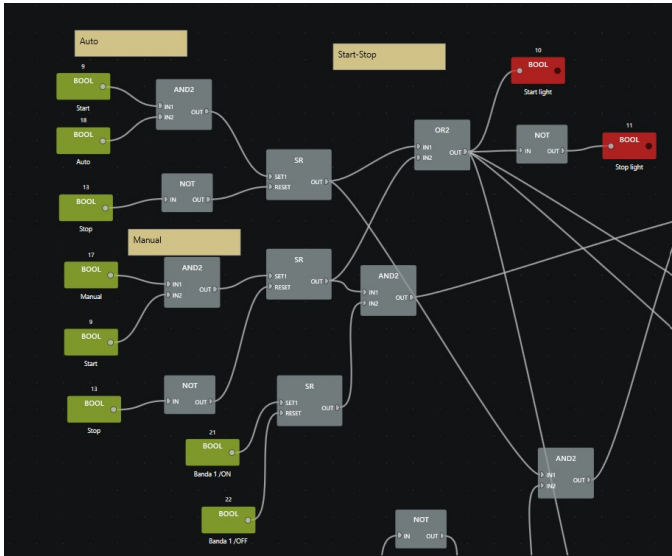 Auto
Start-Stop
9
BOOL
Start
AND2
IN1
IN2
OUT
18
BOOL
Auto
13
BOOL
Stop
NOT
IN
OUT
SR
SET1
RESET
OUT
OR2
IN1
IN2
OUT
10
BOOL
Start light
NOT
IN
OUT
11
BOOL
Stop light
Manual
17
BOOL
Manual
AND2
IN1
IN2
OUT
9
BOOL
Start
SR
SET1
RESET
OUT
AND2
IN1
IN2
OUT
13
BOOL
Stop
NOT
IN
OUT
SR
SET1
RESET
OUT
21
BOOL
Banda 1 /ON
22
BOOL
Banda 1 /OFF
AND2
IN1
IN2
OUT
NOT
IN
OUT